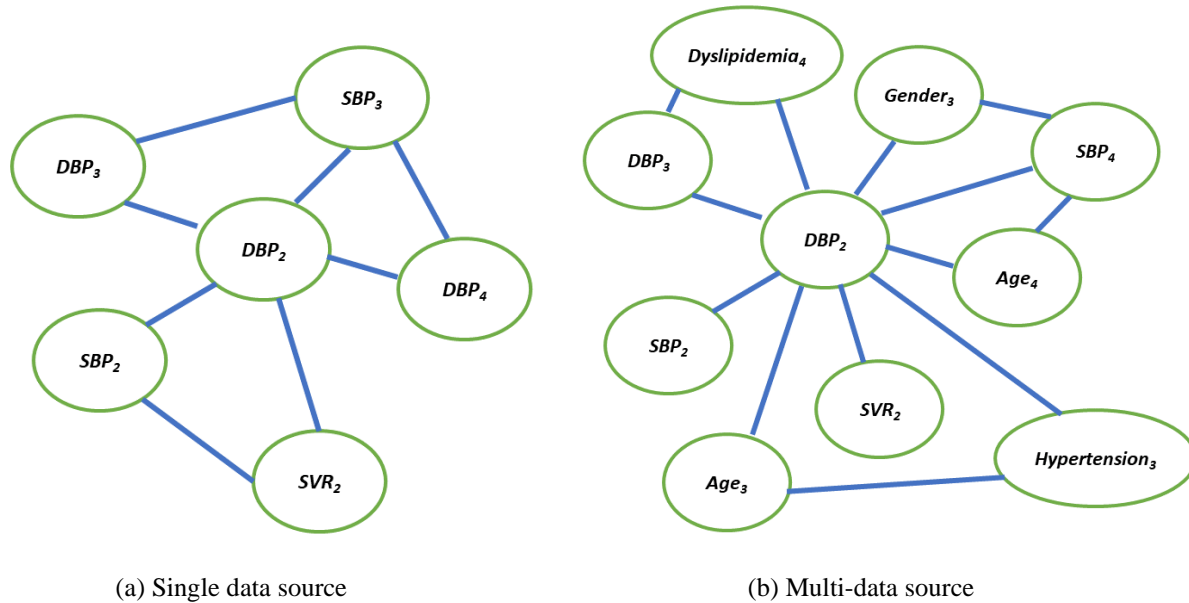 SBP₃
DBP₃
DBP₂
DBP₄
SBP₂
SVR₂
(a) Single data source
Dyslipidemia₄
Gender₃
DBP₃
SBP₄
DBP₂
Age₄
SBP₂
SVR₂
Age₃
Hypertension₃
(b) Multi-data source